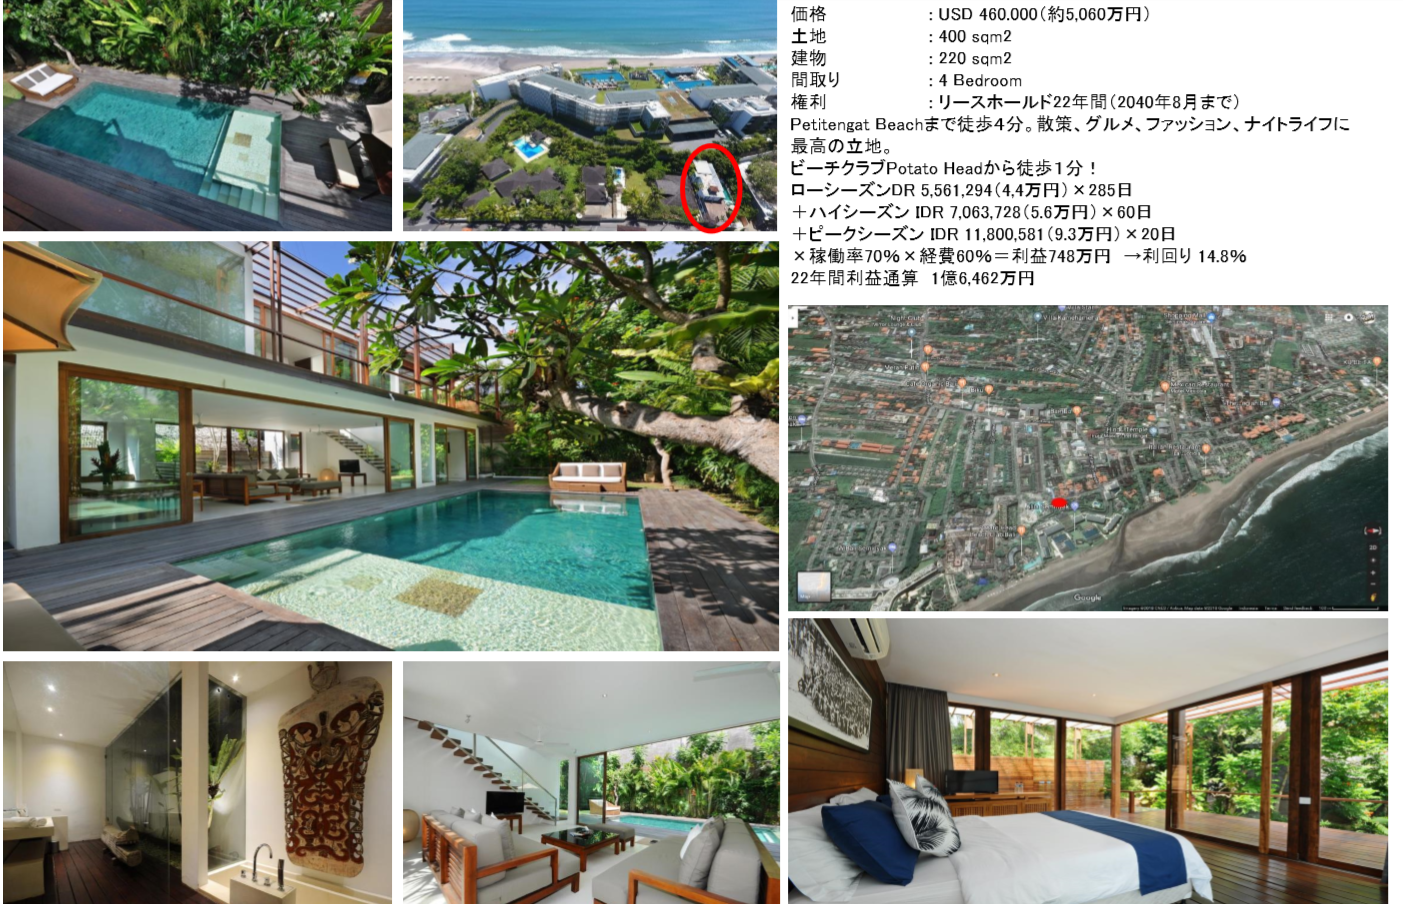 価格 : USD 460.000(約5,060万円)
土地 : 400 sqm2
建物 : 220 sqm2
間取り : 4 Bedroom
権利 : リースホールド22年間(2040年8月まで)
Petitengat Beachまで徒歩4分。散策、グルメ、ファッション、ナイトライフに
最高の立地。
ビーチクラブPotato Headから徒歩1分!
ローシーズンDR 5,561,294(4,4万円)×285日
+ハイシーズン IDR 7,063,728(5.6万円)×60日
+ピークシーズン IDR 11,800,581(9.3万円)×20日
×稼働率70%×経費60%=利益748万円 →利回り 14.8%
22年間利益通算 1億6,462万円
Google